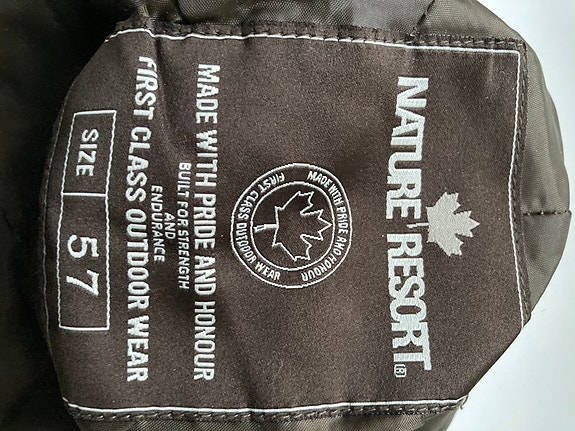 NATURE RESORT®
MADE WITH PRIDE AND HONOUR
FIRST CLASS OUTDOOR WEAR
MADE WITH PRIDE AND HONOUR
BUILT FOR STRENGTH
AND
ENDURANCE
FIRST CLASS OUTDOOR WEAR
SIZE 57